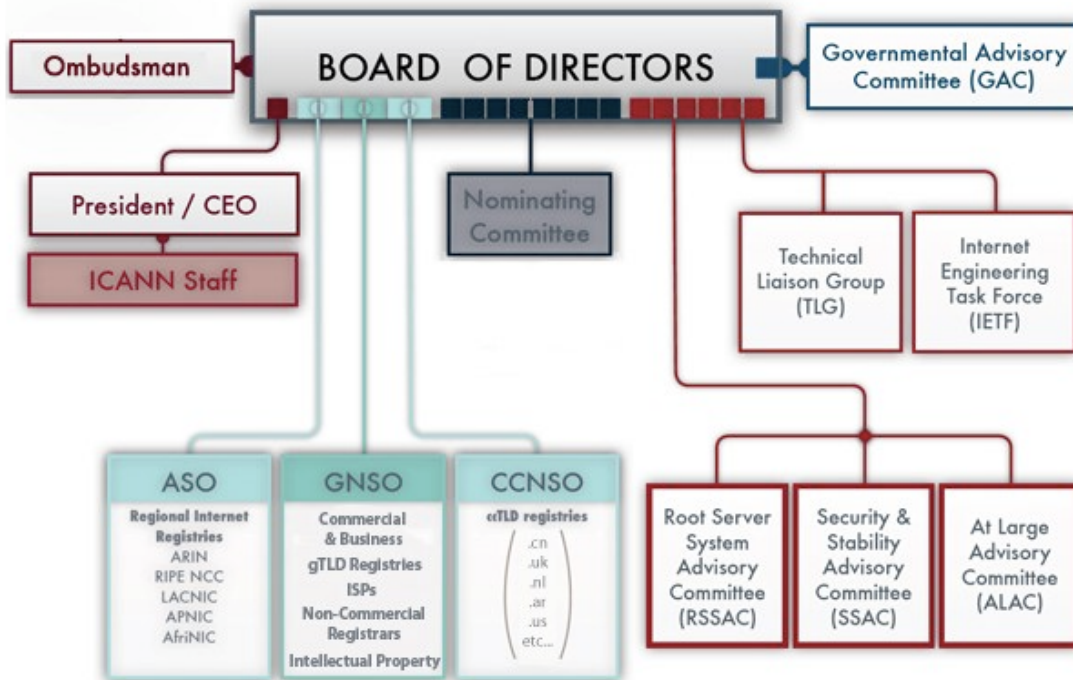 Ombudsman
BOARD OF DIRECTORS
Governmental Advisory
Committee (GAC)
President / CEO
ICANN Staff
Nominating
Committee
Technical
Liaison Group
(TLG)
Internet
Engineering
Task Force
(IETF)
ASO
Regional Internet
Registries
ARIN
RIPE NCC
LACNIC
APNIC
AfriNIC
GNSO
Commercial
& Business
gTLD Registries
ISPs
Non-Commercial
Registrars
Intellectual Property
CCNSO
ccTLD registries
.cn
.uk
.nl
.ar
.us
etc...
Root Server
System
Advisory
Committee
(RSSAC)
Security &
Stability
Advisory
Committee
(SSAC)
At Large
Advisory
Committee
(ALAC)